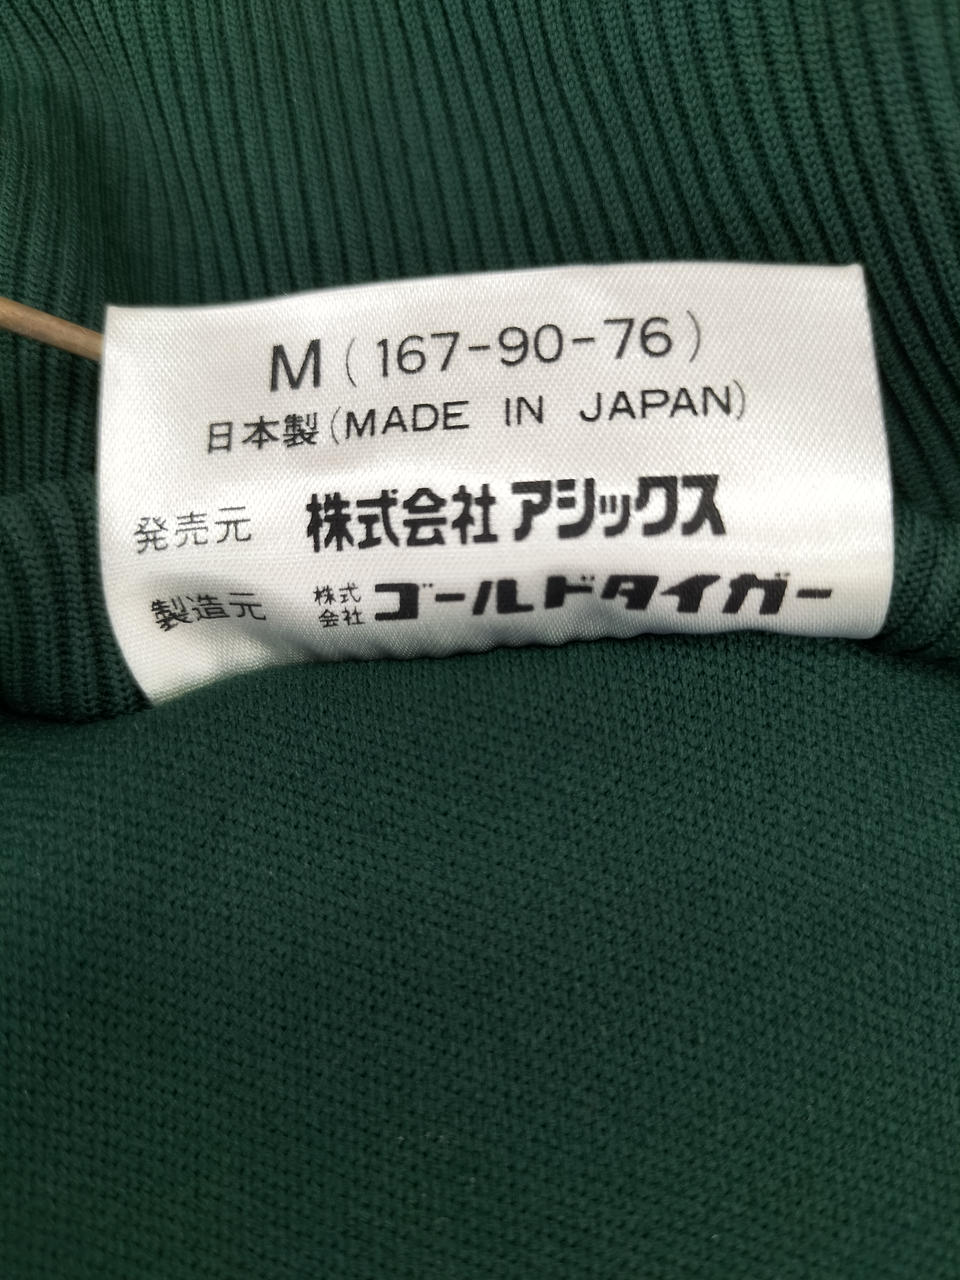 M(167-90-76)
日本製(MADE IN JAPAN)
発売元 株式会社アシックス
製造元 株式会社ゴールドタイガー